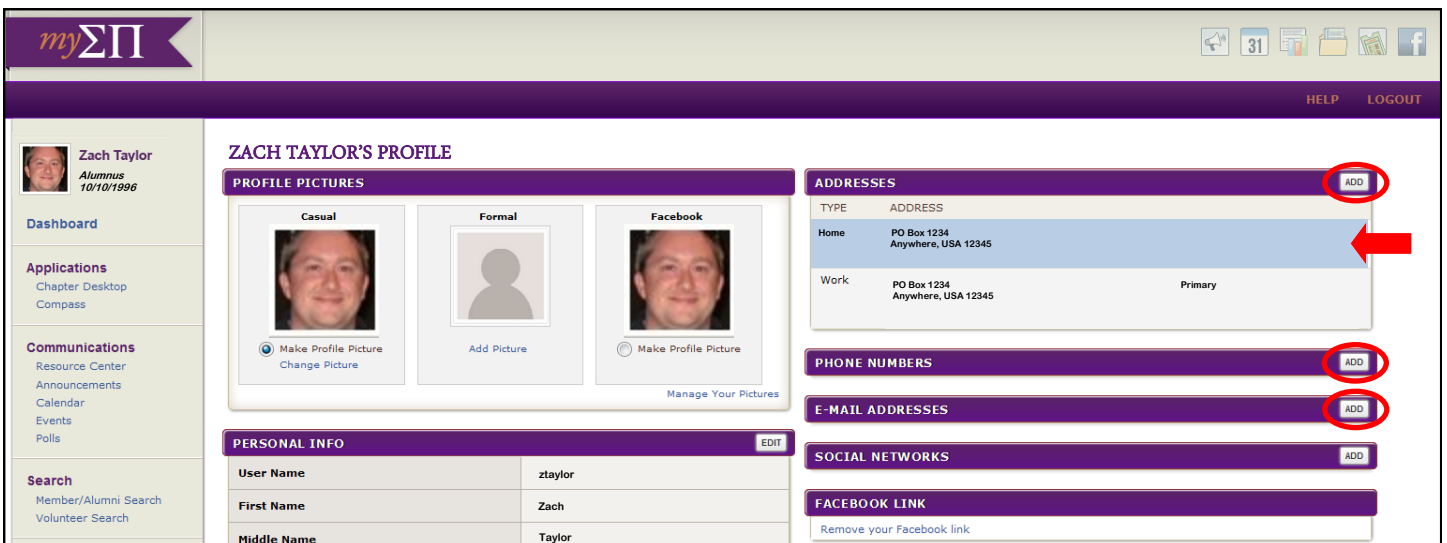 myΣΠ
31
f
HELP LOGOUT
Zach Taylor
Alumnus
10/10/1996
Dashboard
Applications
Chapter Desktop
Compass
Communications
Resource Center
Announcements
Calendar
Events
Polls
Search
Member/Alumni Search
Volunteer Search
ZACH TAYLOR'S PROFILE
PROFILE PICTURES
Casual Formal Facebook
Make Profile Picture Add Picture Make Profile Picture
Change Picture
Manage Your Pictures
PERSONAL INFO EDIT
User Name ztaylor
First Name Zach
Middle Name Taylor
ADDRESSES ADD
TYPE ADDRESS
Home PO Box 1234
Anywhere, USA 12345
Work PO Box 1234 Primary
Anywhere, USA 12345
PHONE NUMBERS ADD
E-MAIL ADDRESSES ADD
SOCIAL NETWORKS ADD
FACEBOOK LINK
Remove your Facebook link